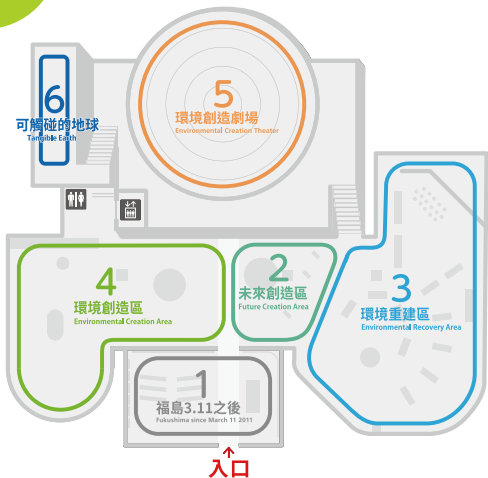 5
環境創造劇場
Environmental Creation Theater
6
可觸碰的地球
Tangible Earth
4
環境創造區
Environmental Creation Area
2
未來創造區
Future Creation Area
3
環境重建區
Environmental Recovery Area
1
福島3.11之後
Fukushima since March 11 2011
入口